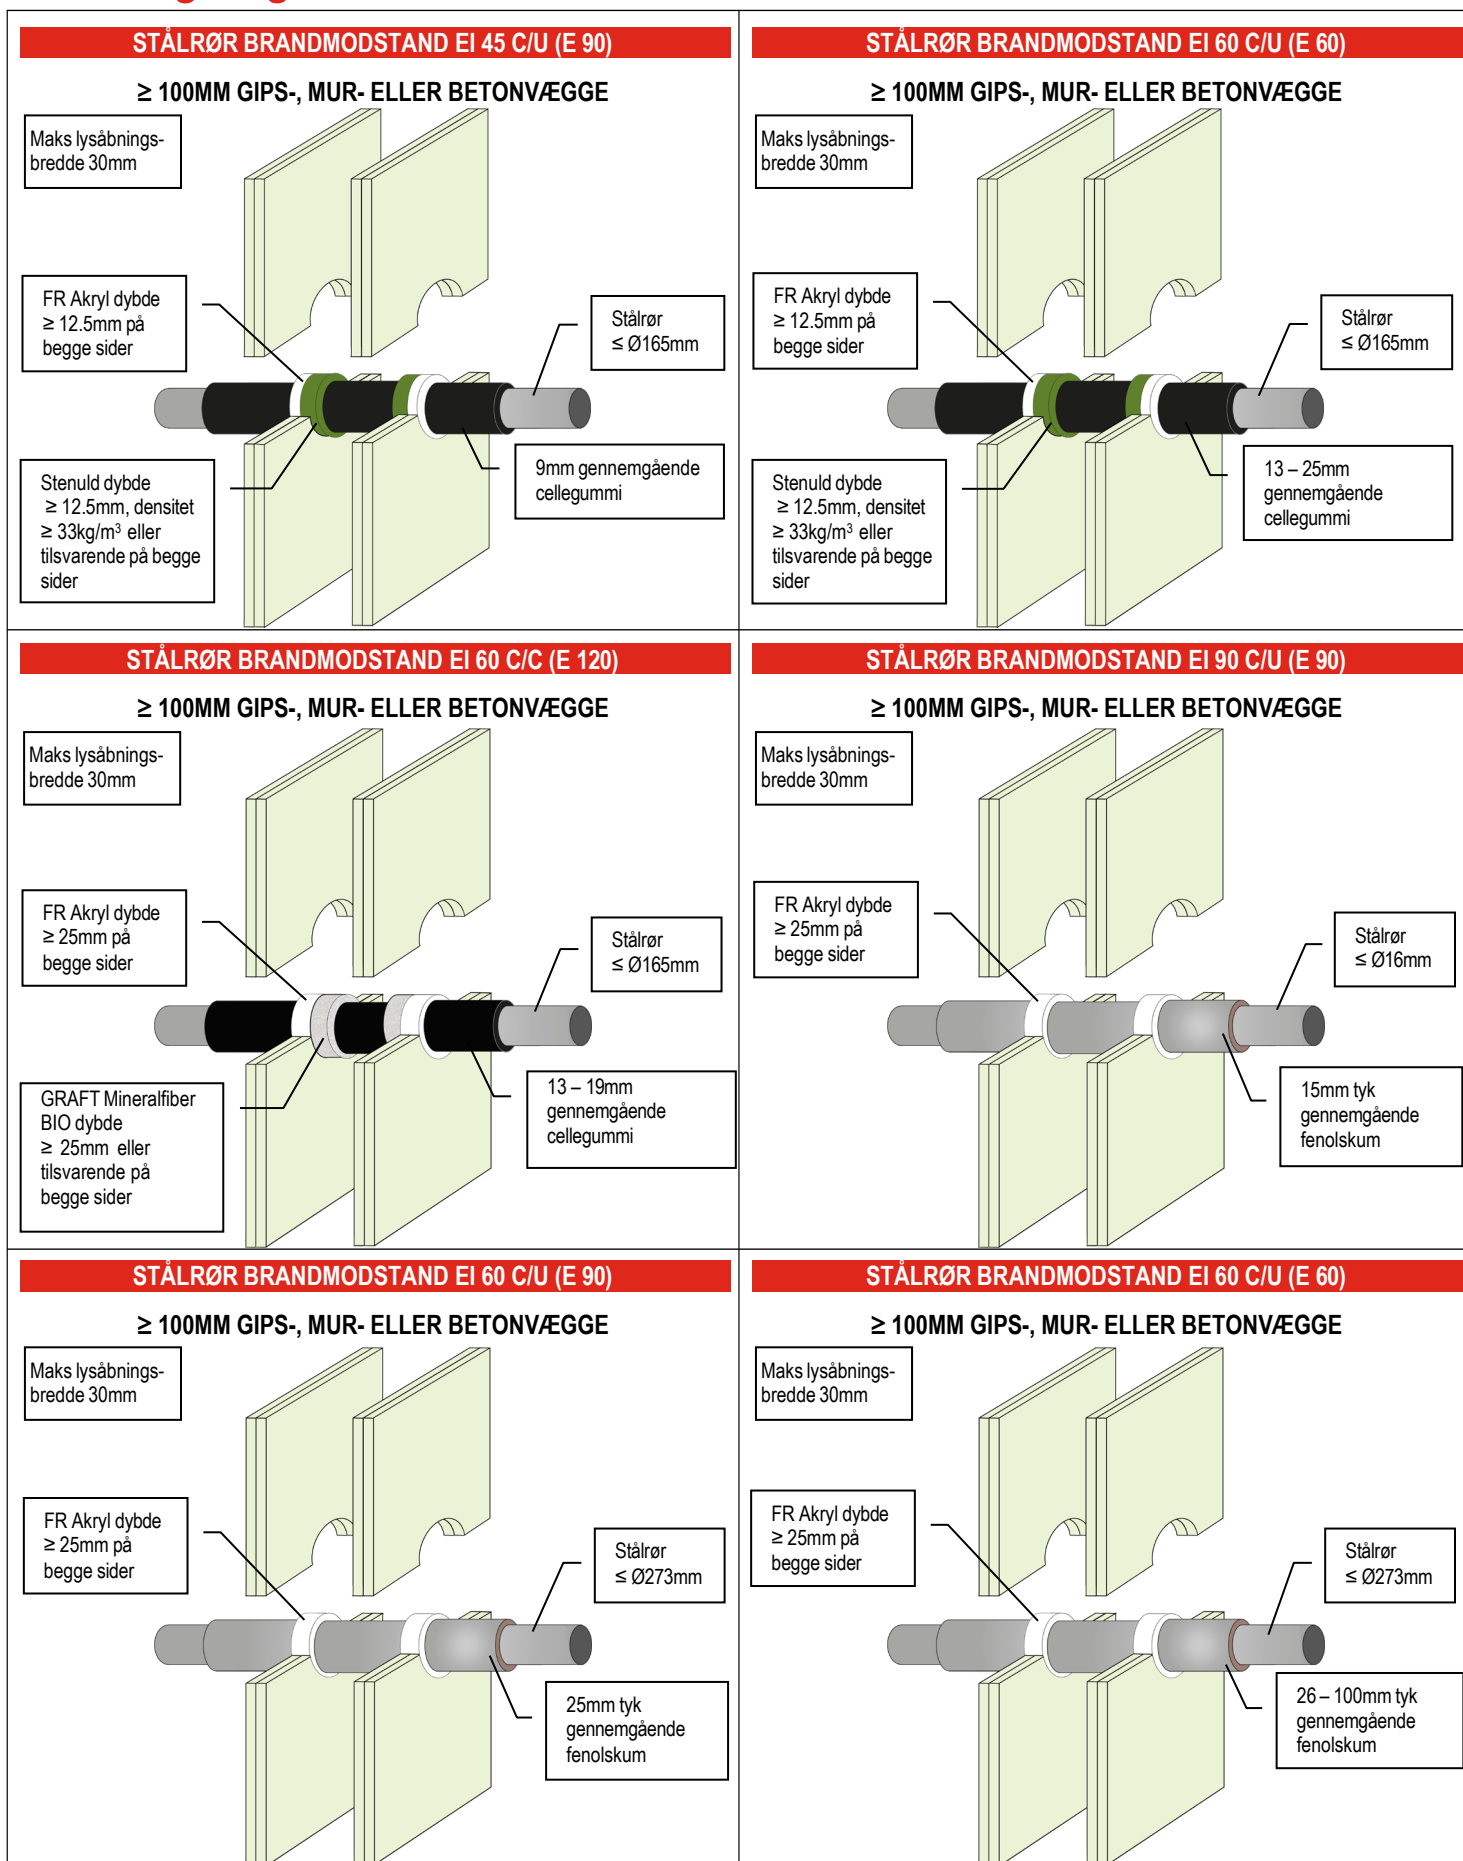 STÅLRØR BRANDMODSTAND EI 45 C/U (E 90)
≥ 100MM GIPS-, MUR- ELLER BETONVÆGGE
Maks lysåbnings-
bredde 30mm
FR Akryl dybde
≥ 12.5mm på
begge sider
Stålrør
≤ Ø165mm
Stenuld dybde
≥ 12.5mm, densitet
≥ 33kg/m³ eller
tilsvarende på begge
sider
9mm gennemgående
cellegummi
STÅLRØR BRANDMODSTAND EI 60 C/U (E 60)
≥ 100MM GIPS-, MUR- ELLER BETONVÆGGE
Maks lysåbnings-
bredde 30mm
FR Akryl dybde
≥ 12.5mm på
begge sider
Stålrør
≤ Ø165mm
Stenuld dybde
≥ 12.5mm, densitet
≥ 33kg/m³ eller
tilsvarende på begge
sider
13 – 25mm
gennemgående
cellegummi
STÅLRØR BRANDMODSTAND EI 60 C/C (E 120)
≥ 100MM GIPS-, MUR- ELLER BETONVÆGGE
Maks lysåbnings-
bredde 30mm
FR Akryl dybde
≥ 25mm på
begge sider
Stålrør
≤ Ø165mm
GRAFT Mineralfiber
BIO dybde
≥ 25mm eller
tilsvarende på
begge sider
13 – 19mm
gennemgående
cellegummi
STÅLRØR BRANDMODSTAND EI 90 C/U (E 90)
≥ 100MM GIPS-, MUR- ELLER BETONVÆGGE
Maks lysåbnings-
bredde 30mm
FR Akryl dybde
≥ 25mm på
begge sider
Stålrør
≤ Ø16mm
15mm tyk
gennemgående
fenolskum
STÅLRØR BRANDMODSTAND EI 60 C/U (E 90)
≥ 100MM GIPS-, MUR- ELLER BETONVÆGGE
Maks lysåbnings-
bredde 30mm
FR Akryl dybde
≥ 25mm på
begge sider
Stålrør
≤ Ø273mm
25mm tyk
gennemgående
fenolskum
STÅLRØR BRANDMODSTAND EI 60 C/U (E 60)
≥ 100MM GIPS-, MUR- ELLER BETONVÆGGE
Maks lysåbnings-
bredde 30mm
FR Akryl dybde
≥ 25mm på
begge sider
Stålrør
≤ Ø273mm
26 – 100mm tyk
gennemgående
fenolskum